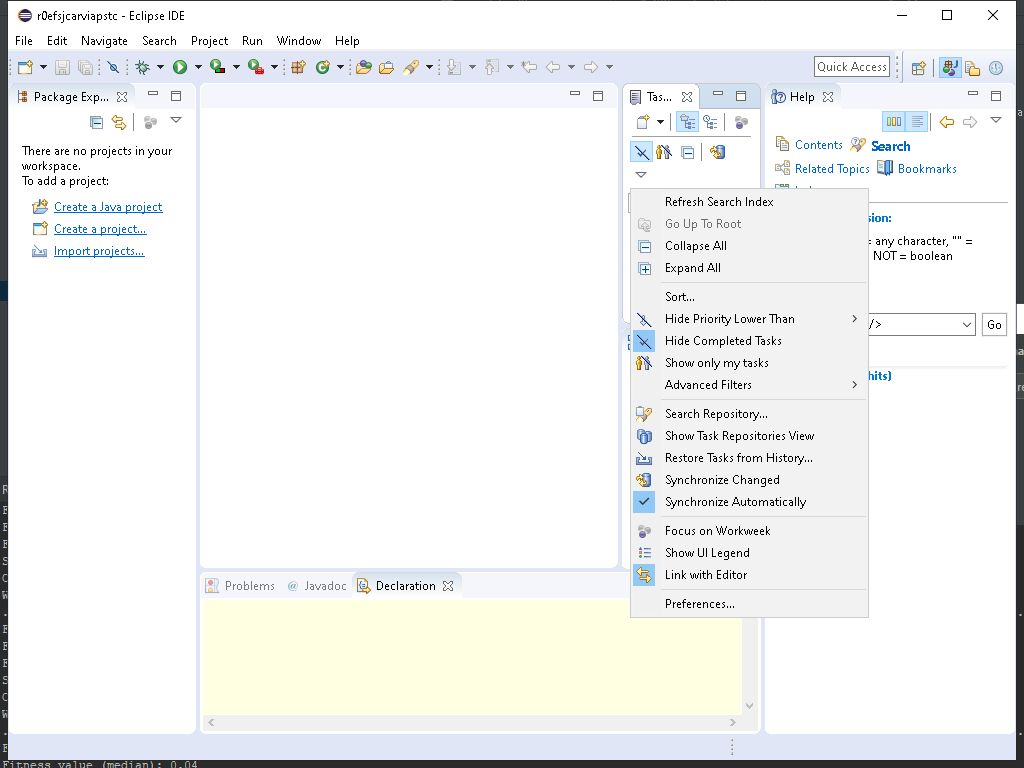 r0efsjcarviapstc - Eclipse IDE
File Edit Navigate Search Project Run Window Help
Quick Access
Package Exp...
There are no projects in your
workspace.
To add a project:
Create a Java project
Create a project...
Import projects...
Tas...
Help
Contents Search
Related Topics Bookmarks
Refresh Search Index
Go Up To Root
Collapse All
Expand All
Sort...
Hide Priority Lower Than
Hide Completed Tasks
Show only my tasks
Advanced Filters
Search Repository...
Show Task Repositories View
Restore Tasks from History...
Synchronize Changed
Synchronize Automatically
Focus on Workweek
Show UI Legend
Link with Editor
Preferences...
sion:
= any character, "" =
NOT = boolean
/>
Go
hits)
Problems @ Javadoc Declaration
Fitness value (median): 0.04